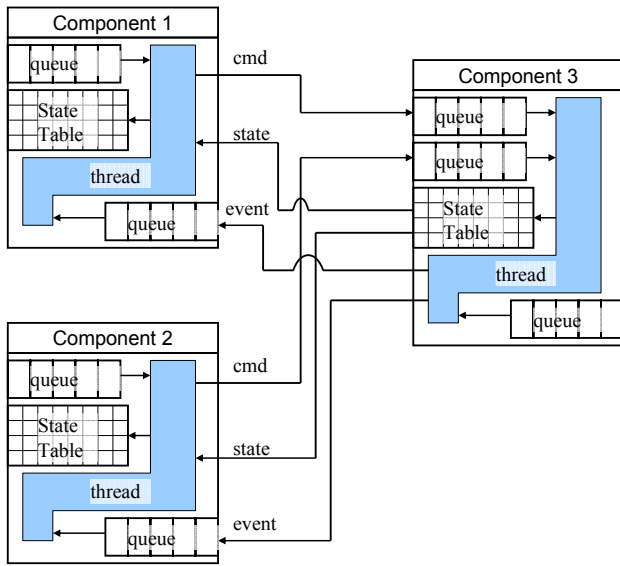 Component 1
queue
State
Table
thread
queue
cmd
state
event
Component 3
queue
queue
State
Table
thread
queue
Component 2
queue
State
Table
thread
queue
cmd
state
event